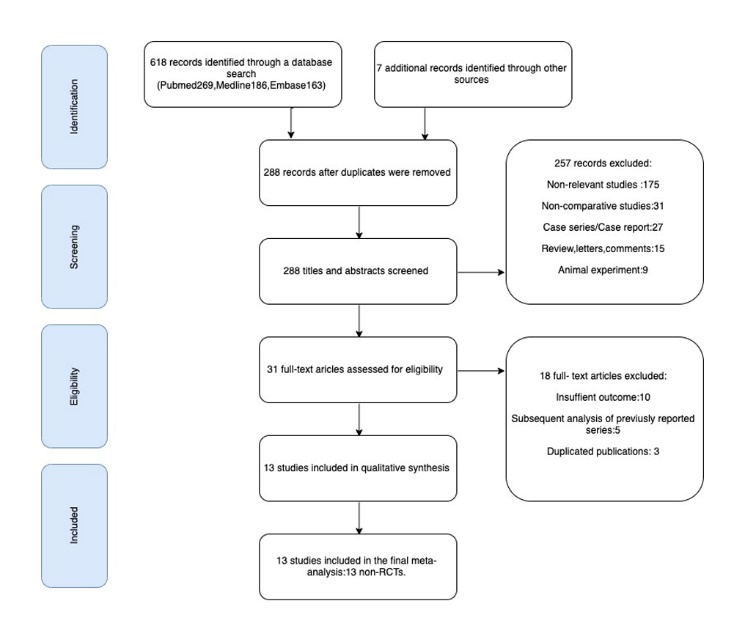 Identification
618 records identified through a database
search
(Pubmed269,Medline186,Embase163)
7 additional records identified through other
sources
288 records after duplicates were removed
257 records excluded:
Non-relevant studies :175
Non-comparative studies:31
Case series/Case report:27
Review,letters,comments:15
Animal experiment:9
Screening
288 titles and abstracts screened
Eligibility
31 full-text aricles assessed for eligibility
18 full- text articles excluded:
Insuffient outcome:10
Subsequent analysis of previusly reported
series:5
Duplicated publications: 3
Included
13 studies included in qualitative synthesis
13 studies included in the final meta-
analysis:13 non-RCTs.